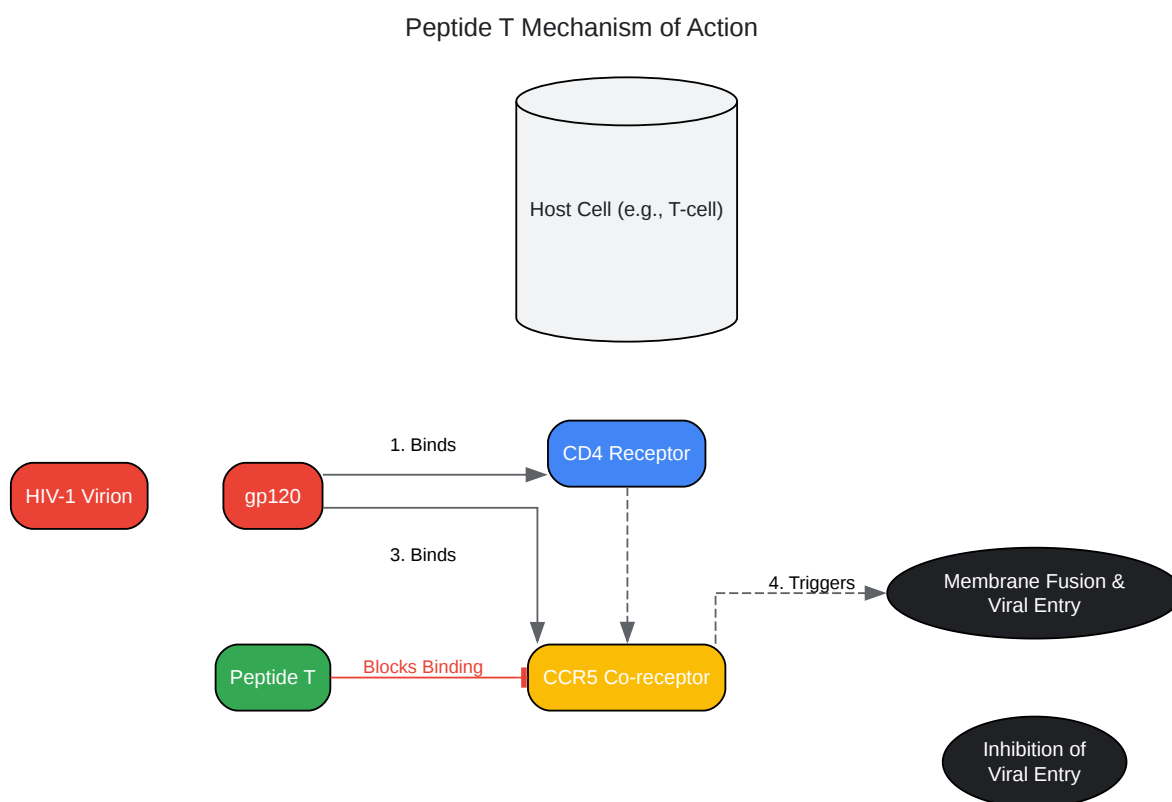 Peptide T Mechanism of Action
Host Cell (e.g., T-cell)
1. Binds
CD4 Receptor
HIV-1 Virion
gp120
3. Binds
4. Triggers
Membrane Fusion &
Viral Entry
Peptide T
Blocks Binding
CCR5 Co-receptor
Inhibition of
Viral Entry